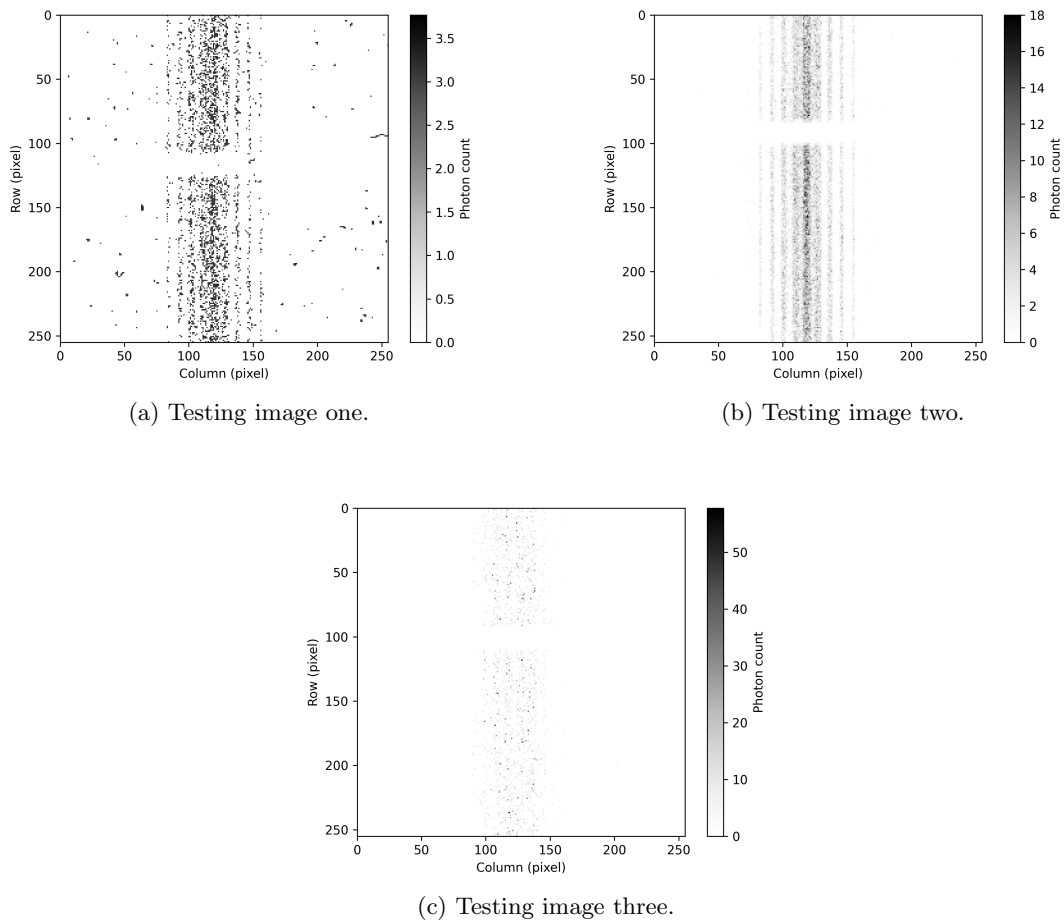 0
50
100
150
200
250
Row (pixel)
0 50 100 150 200 250
Column (pixel)
3.5
3.0
2.5
2.0
1.5
1.0
0.5
0.0
Photon count
(a) Testing image one.
0
50
100
150
200
250
Row (pixel)
0 50 100 150 200 250
Column (pixel)
18
16
14
12
10
8
6
4
2
0
Photon count
(b) Testing image two.
0
50
100
150
200
250
Row (pixel)
0 50 100 150 200 250
Column (pixel)
50
40
30
20
10
0
Photon count
(c) Testing image three.